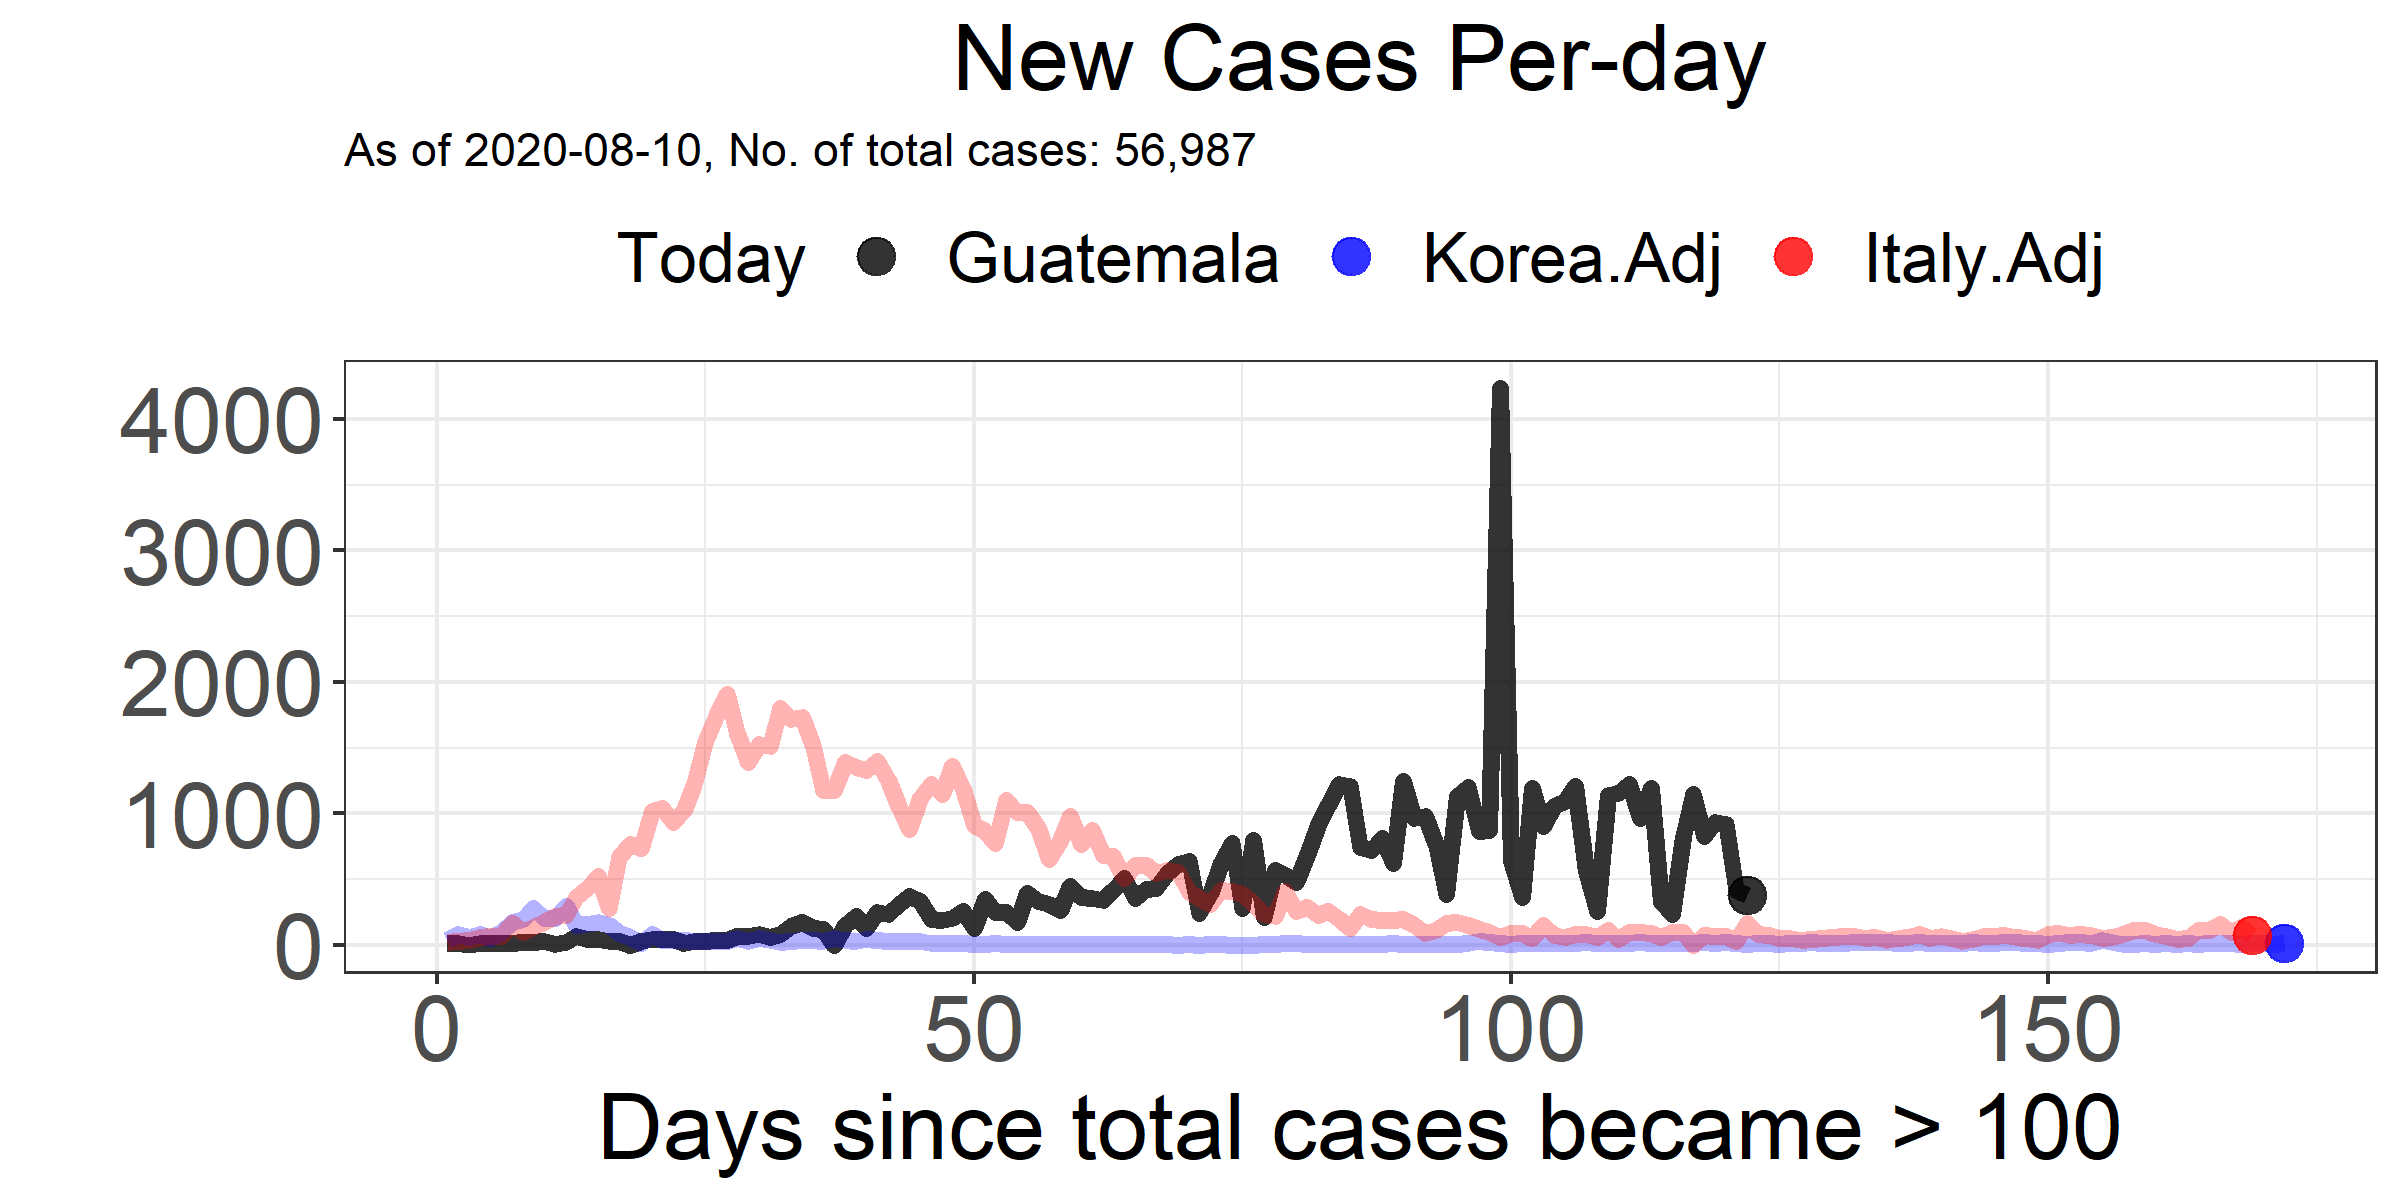 New Cases Per-day
As of 2020-08-10, No. of total cases: 56,987
Today Guatemala Korea.Adj Italy.Adj
4000
3000
2000
1000
0
0 50 100 150
Days since total cases became > 100